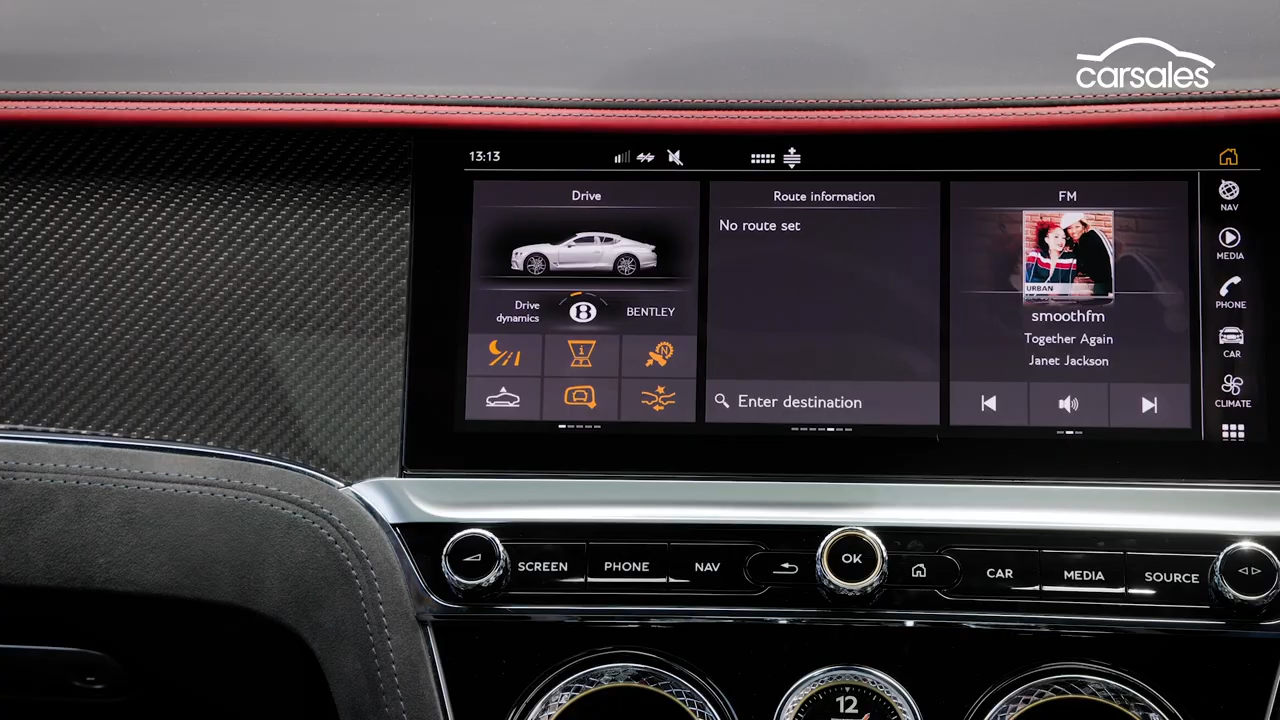 carsales
13:13
Drive
Drive
dynamics
B
BENTLEY
i
N
Route information
No route set
Enter destination
FM
URBAN
smoothfm
Together Again
Janet Jackson
NAV
MEDIA
PHONE
CAR
CLIMATE
SCREEN
PHONE
NAV
OK
CAR
MEDIA
SOURCE
12